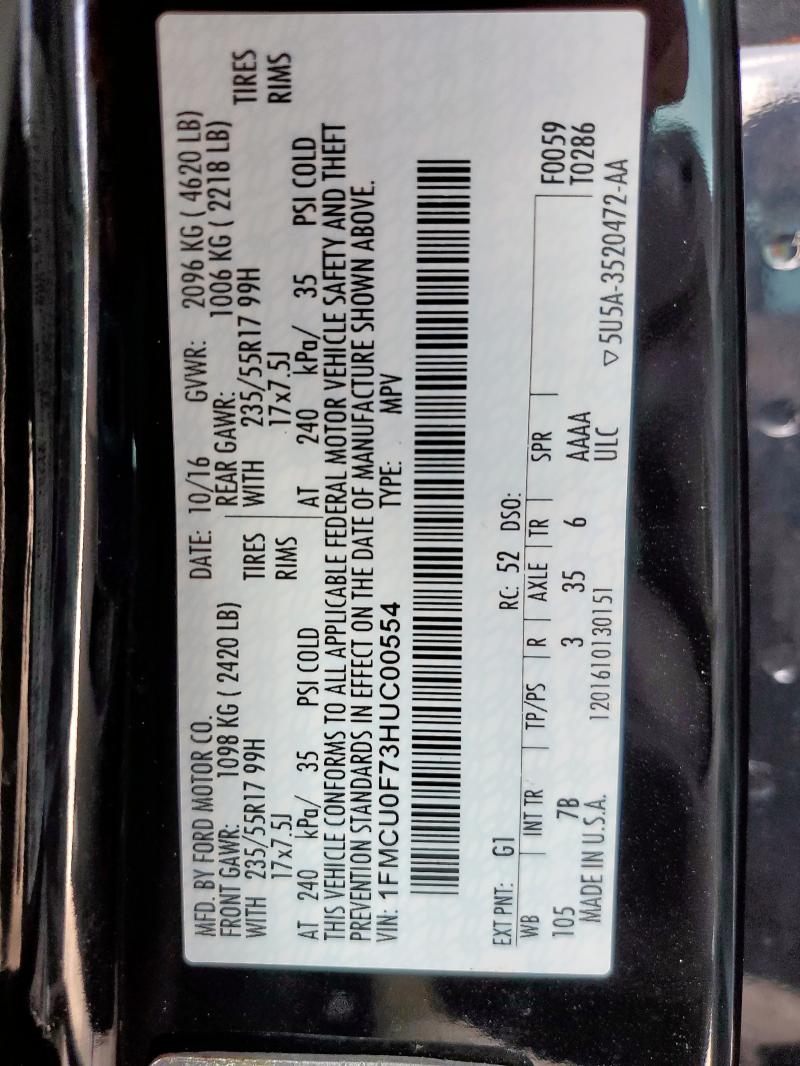 MFD. BY FORD MOTOR CO. DATE: 10/16 GVWR: 2096 KG ( 4620 LB)
FRONT GAWR: 1098 KG ( 2420 LB) REAR GAWR: 1006 KG ( 2218 LB)
WITH 235/55R17 99H TIRES WITH 235/55R17 99H TIRES
17x7.5J RIMS 17x7.5J RIMS
AT 240 kPa/ 35 PSI COLD AT 240 kPa/ 35 PSI COLD
THIS VEHICLE CONFORMS TO ALL APPLICABLE FEDERAL MOTOR VEHICLE SAFETY AND THEFT
PREVENTION STANDARDS IN EFFECT ON THE DATE OF MANUFACTURE SHOWN ABOVE.
VIN: 1FMCU0F73HUC00554 TYPE: MPV
EXT PNT: G1 RC: 52 DSO: F0059
WB INT TR TP/PS R AXLE TR SPR T0286
105 7B 3 35 6 AAAA
MADE IN U.S.A. 1201610130151 ULC ▽5U5A-3520472-AA